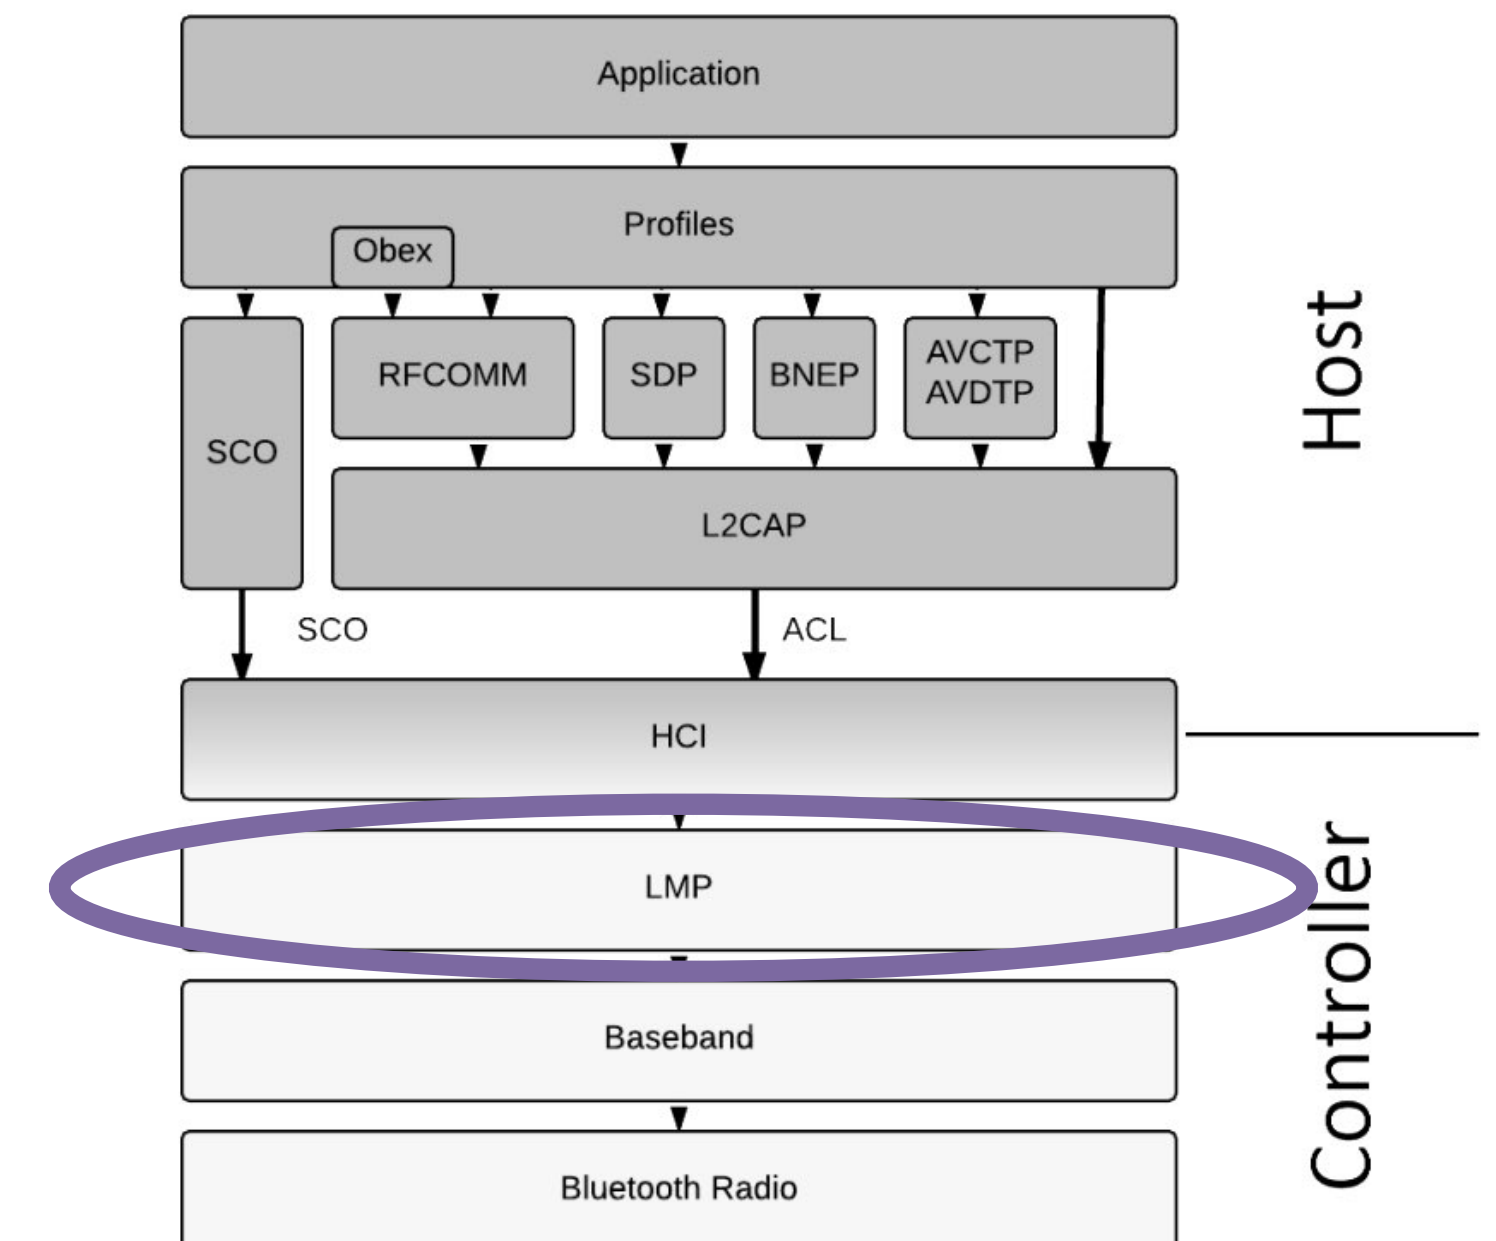 Application
Profiles
Obex
SCO
RFCOMM
SDP
BNEP
AVCTP
AVDTP
L2CAP
SCO
ACL
HCI
LMP
Baseband
Bluetooth Radio
Host
Controller